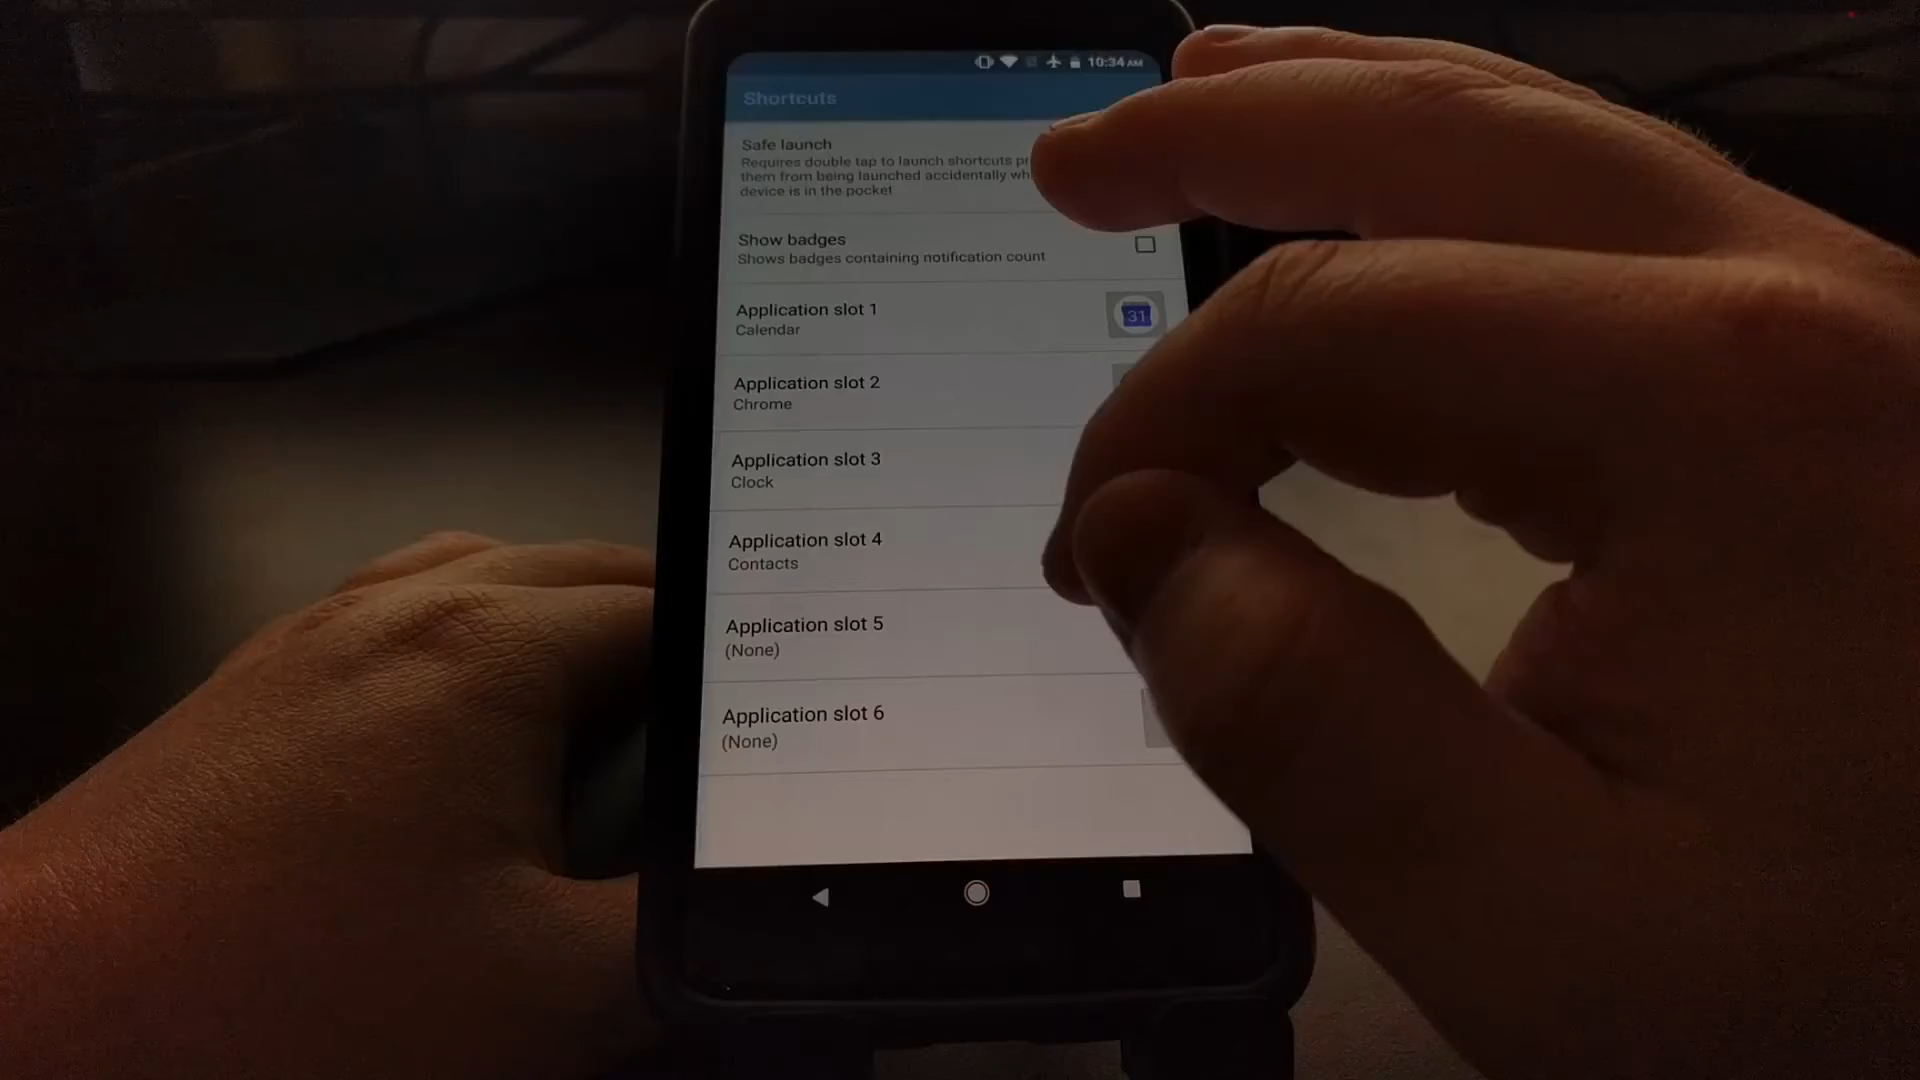 10:34 AM
Shortcuts
Safe launch
Requires double tap to launch shortcuts
them from being launched accidentally
device is in the pocket
Show badges
Shows badges containing notification count
Application slot 1
Calendar
31
Application slot 2
Chrome
Application slot 3
Clock
Application slot 4
Contacts
Application slot 5
(None)
Application slot 6
(None)